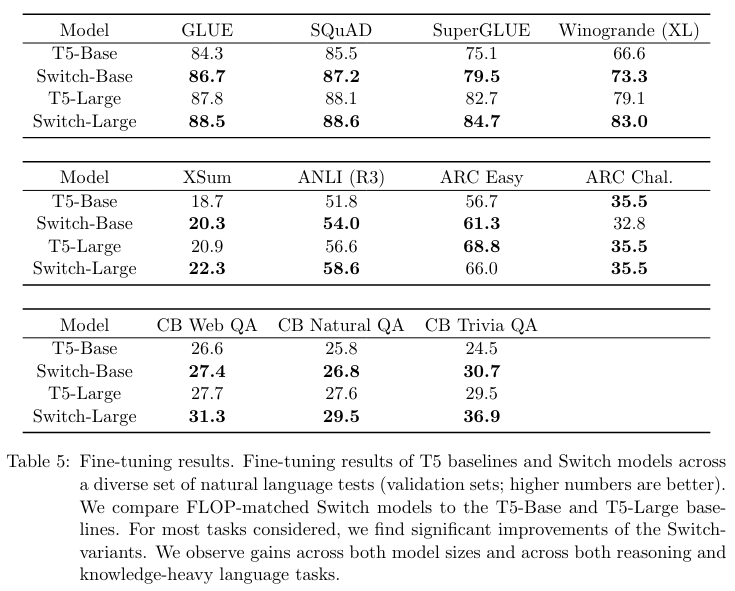 Model GLUE SQuAD SuperGLUE Winogrande (XL)
T5-Base 84.3 85.5 75.1 66.6
Switch-Base 86.7 87.2 79.5 73.3
T5-Large 87.8 88.1 82.7 79.1
Switch-Large 88.5 88.6 84.7 83.0
Model XSum ANLI (R3) ARC Easy ARC Chal.
T5-Base 18.7 51.8 56.7 35.5
Switch-Base 20.3 54.0 61.3 32.8
T5-Large 20.9 56.6 68.8 35.5
Switch-Large 22.3 58.6 66.0 35.5
Model CB Web QA CB Natural QA CB Trivia QA
T5-Base 26.6 25.8 24.5
Switch-Base 27.4 26.8 30.7
T5-Large 27.7 27.6 29.5
Switch-Large 31.3 29.5 36.9
Table 5: Fine-tuning results. Fine-tuning results of T5 baselines and Switch models across
a diverse set of natural language tests (validation sets; higher numbers are better).
We compare FLOP-matched Switch models to the T5-Base and T5-Large base-
lines. For most tasks considered, we find significant improvements of the Switch-
variants. We observe gains across both model sizes and across both reasoning and
knowledge-heavy language tasks.